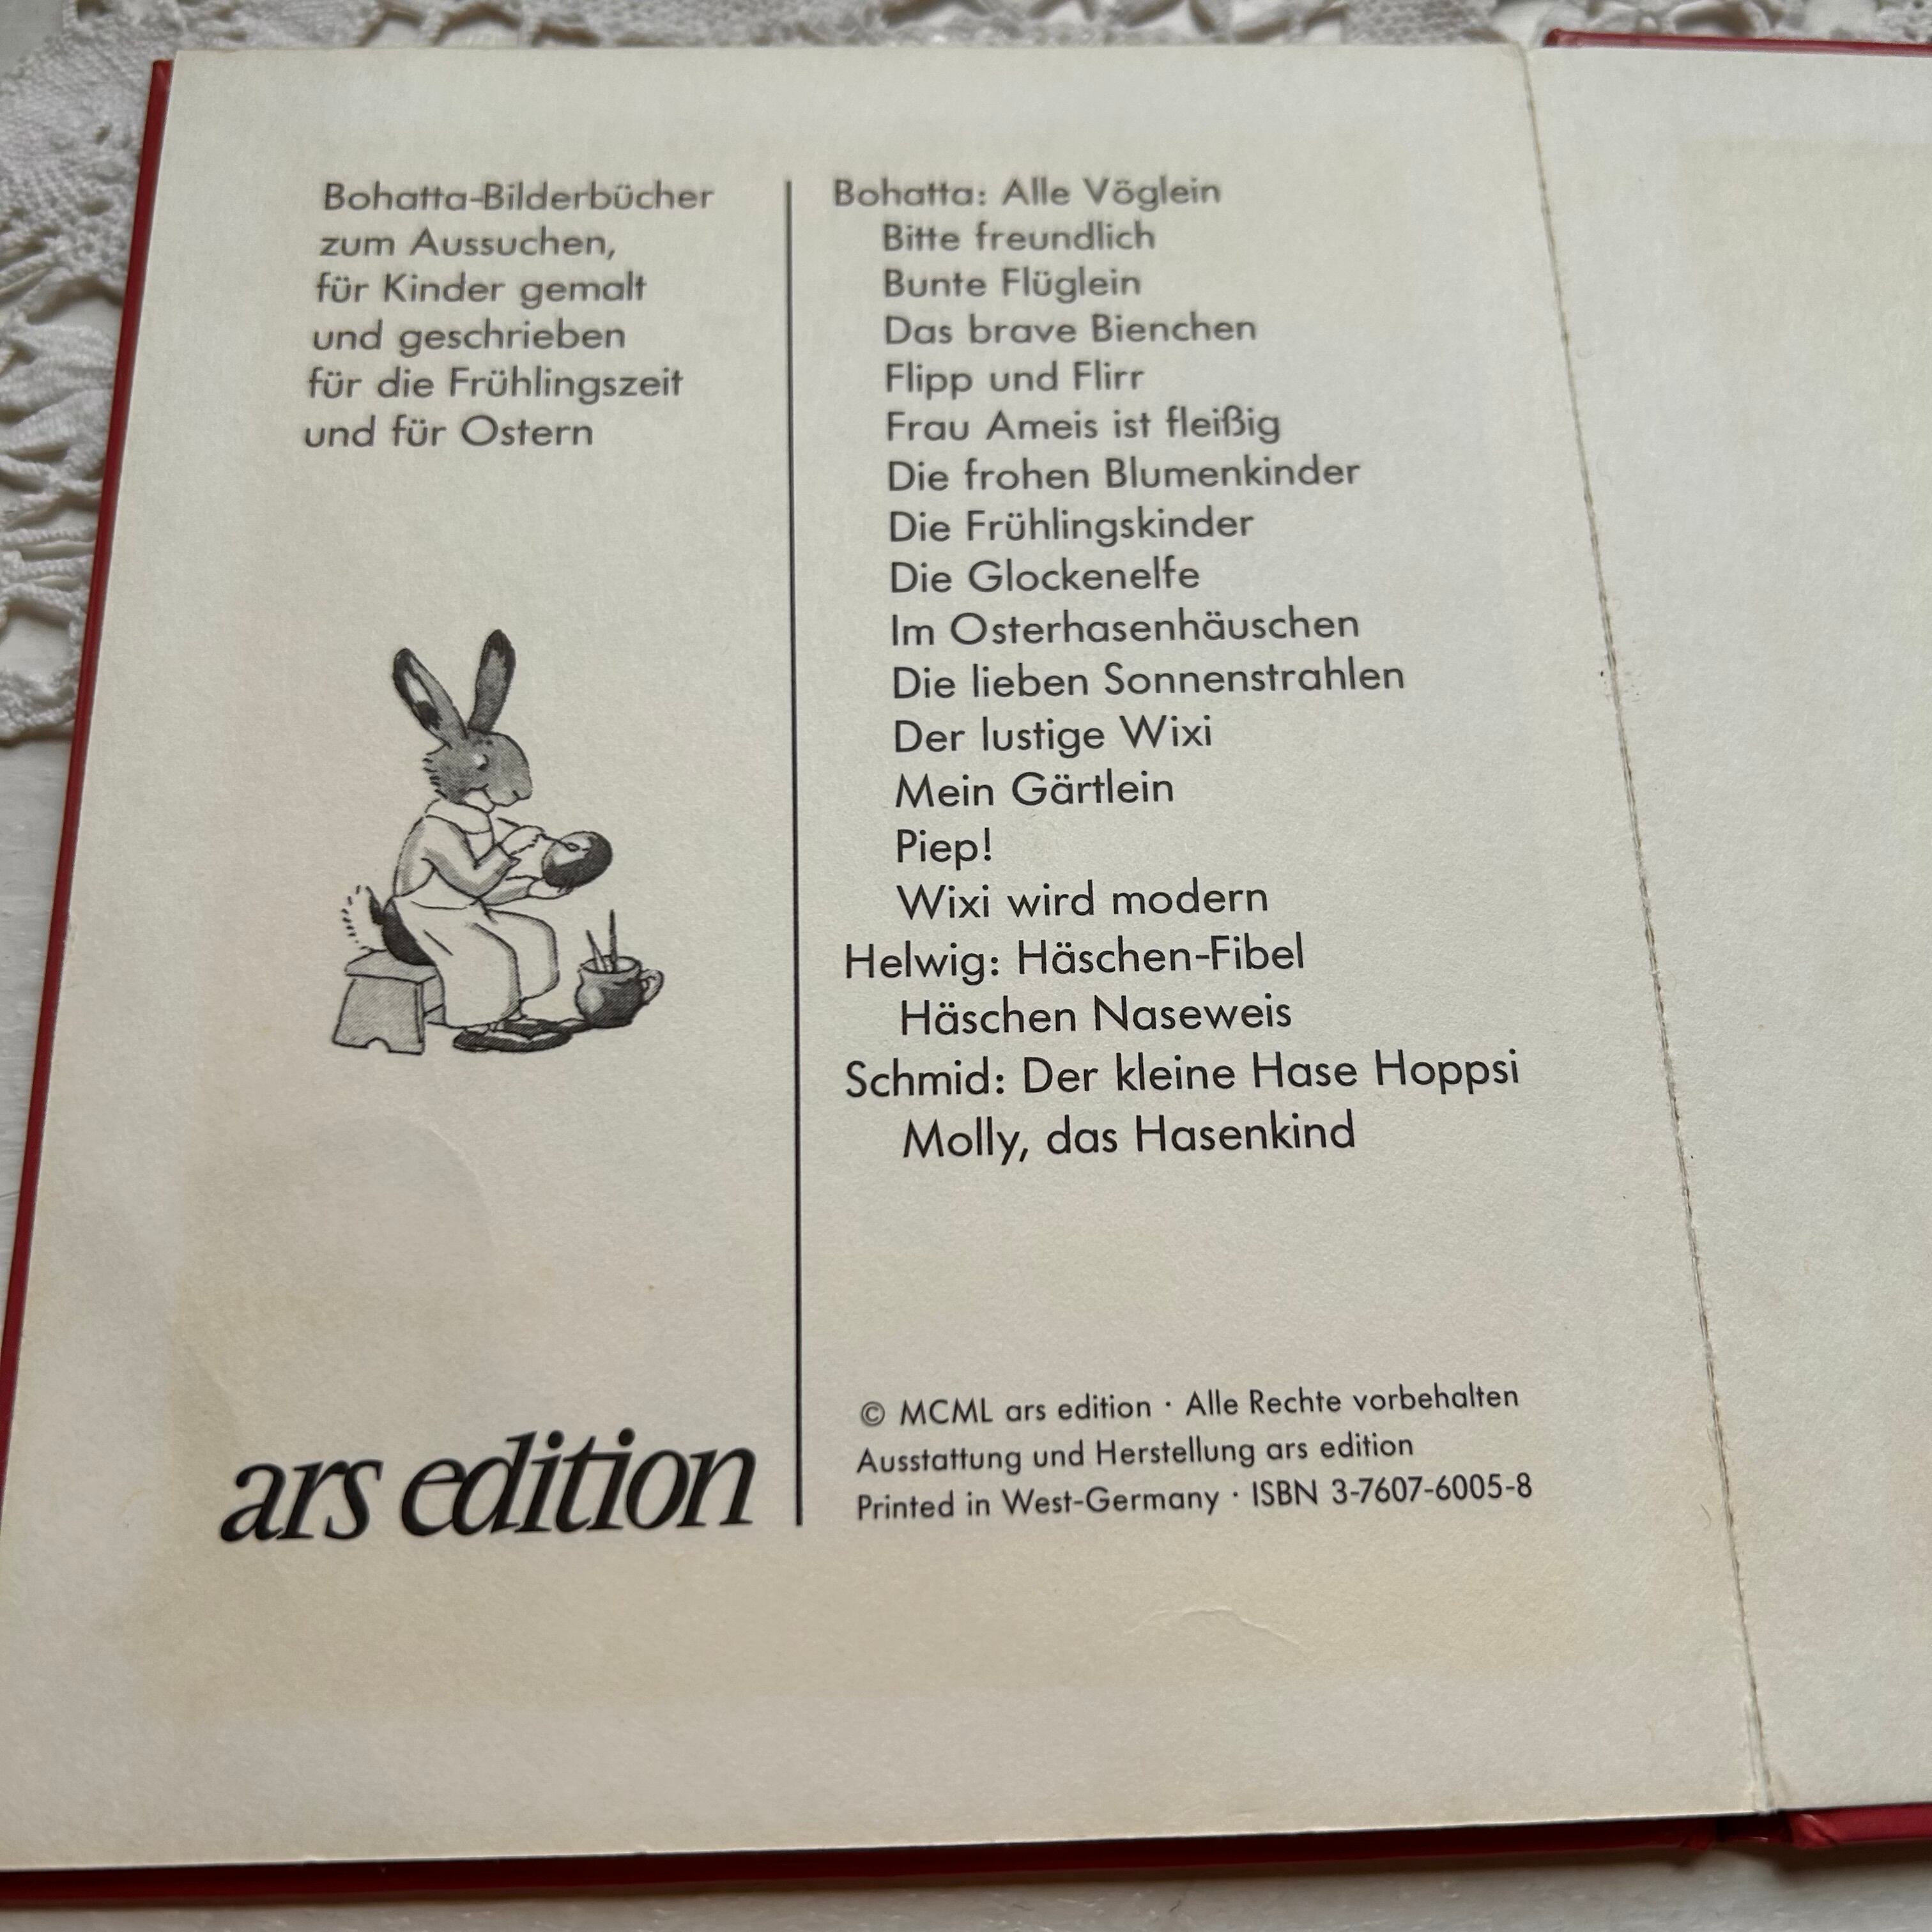 Bohatta-Bilderbücher
zum Aussuchen,
für Kinder gemalt
und geschrieben
für die Frühlingszeit
und für Ostern
ars edition
Bohatta: Alle Vöglein
Bitte freundlich
Bunte Flüglein
Das brave Bienchen
Flipp und Flirr
Frau Ameis ist fleißig
Die frohen Blumenkinder
Die Frühlingskinder
Die Glockenelfe
Im Osterhasenhäuschen
Die lieben Sonnenstrahlen
Der lustige Wixi
Mein Gärtlein
Piep!
Wixi wird modern
Helwig: Häschen-Fibel
Häschen Naseweis
Schmid: Der kleine Hase Hoppsi
Molly, das Hasenkind
© MCML ars edition · Alle Rechte vorbehalten
Ausstattung und Herstellung ars edition
Printed in West-Germany · ISBN 3-7607-6005-8